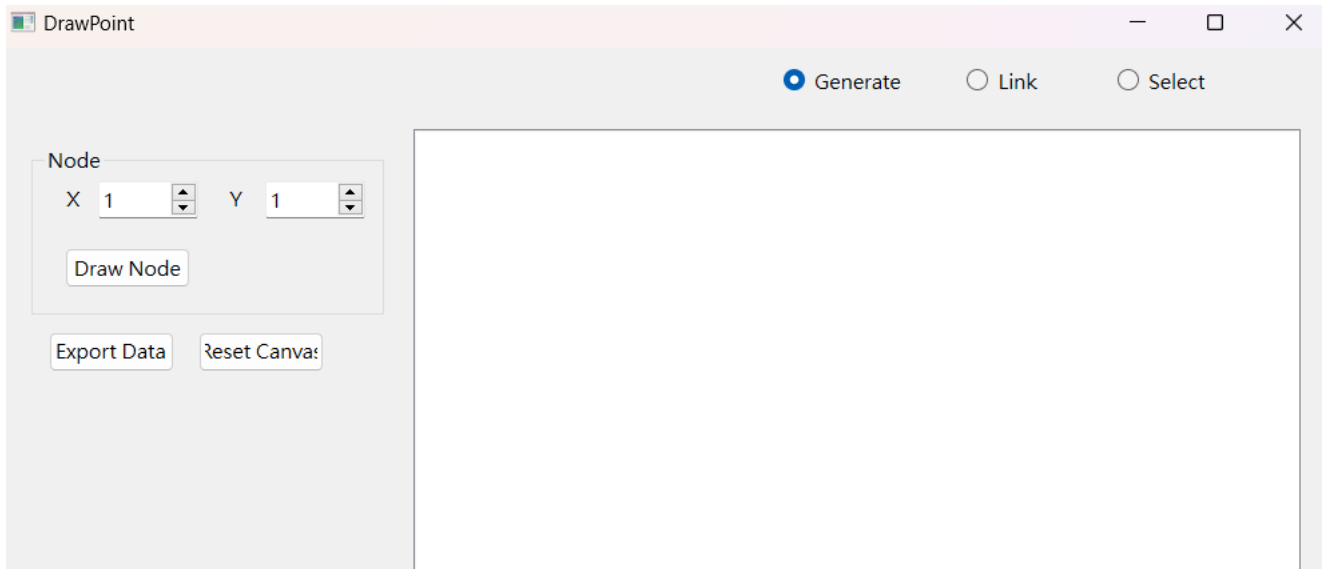 DrawPoint
Generate Link Select
Node
X 1 Y 1
Draw Node
Export Data Reset Canvas